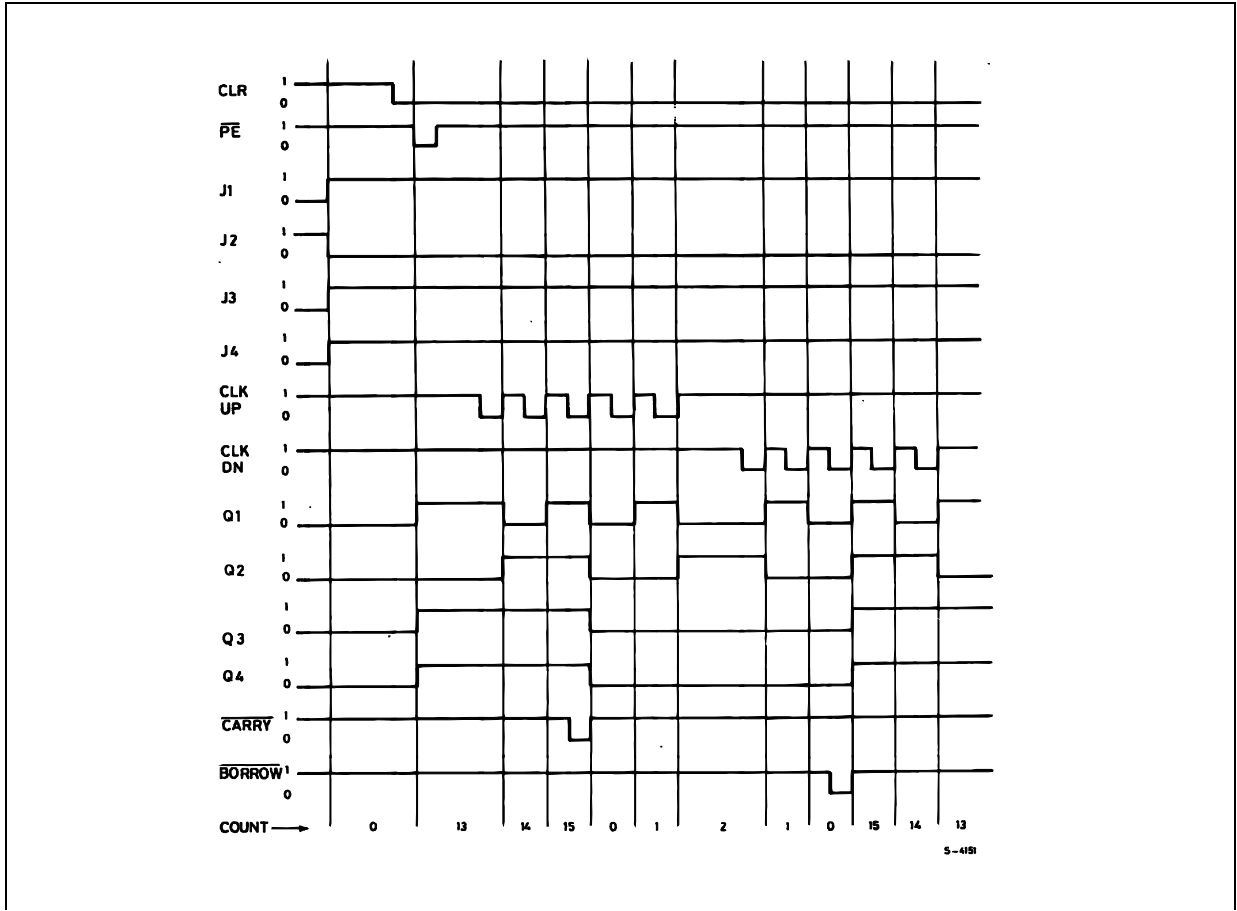 CLR 1
0
PE 1
0
J1 1
0
J2 1
0
J3 1
0
J4 1
0
CLK UP 1
0
CLK DN 1
0
Q1 1
0
Q2 1
0
Q3 1
0
Q4 1
0
CARRY 1
0
BORROW 1
0
COUNT 0 13 14 15 0 1 2 1 0 15 14 13
S-4151